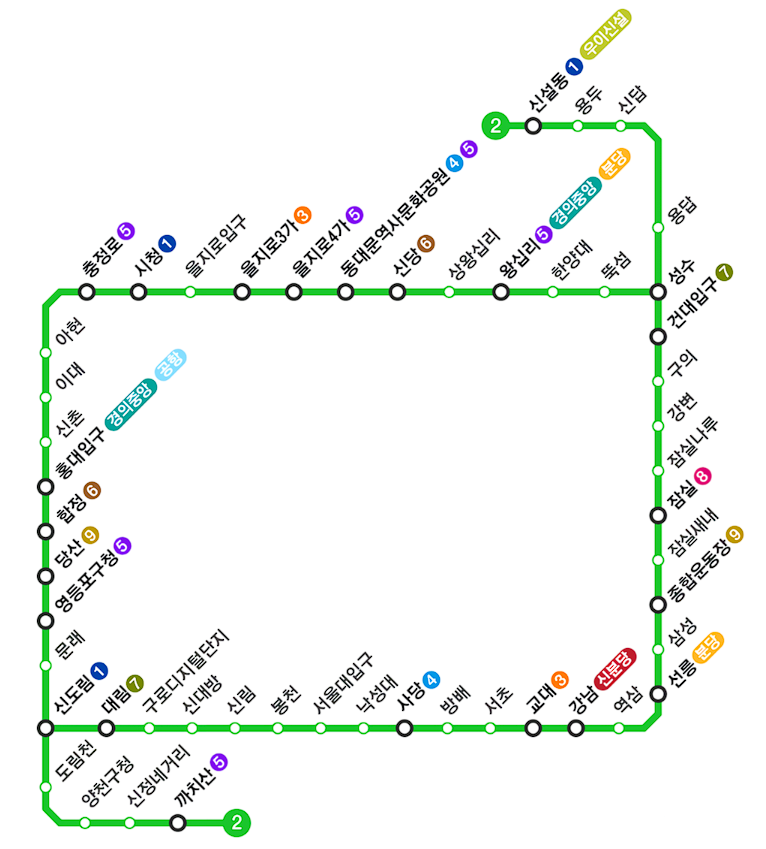 신설동 1 우이신설
용두
신답
2
용답
충정로 5
시청 1
을지로입구
을지로3가 3
을지로4가 5
동대문역사문화공원 4 5
신당 6
상왕십리
왕십리 5 경의중앙 분당
한양대
뚝섬
성수
건대입구 7
구의
강변
잠실나루
잠실 8
잠실새내
종합운동장 9
삼성
선릉 분당
아현
이대
신촌
홍대입구 경의중앙 공항
합정 6
당산 9
영등포구청 5
문래
신도림 1
대림 7
구로디지털단지
신대방
신림
봉천
서울대입구
낙성대
사당 4
방배
서초
교대 3
강남 신분당
역삼
도림천
양천구청
신정네거리
까치산 5
2